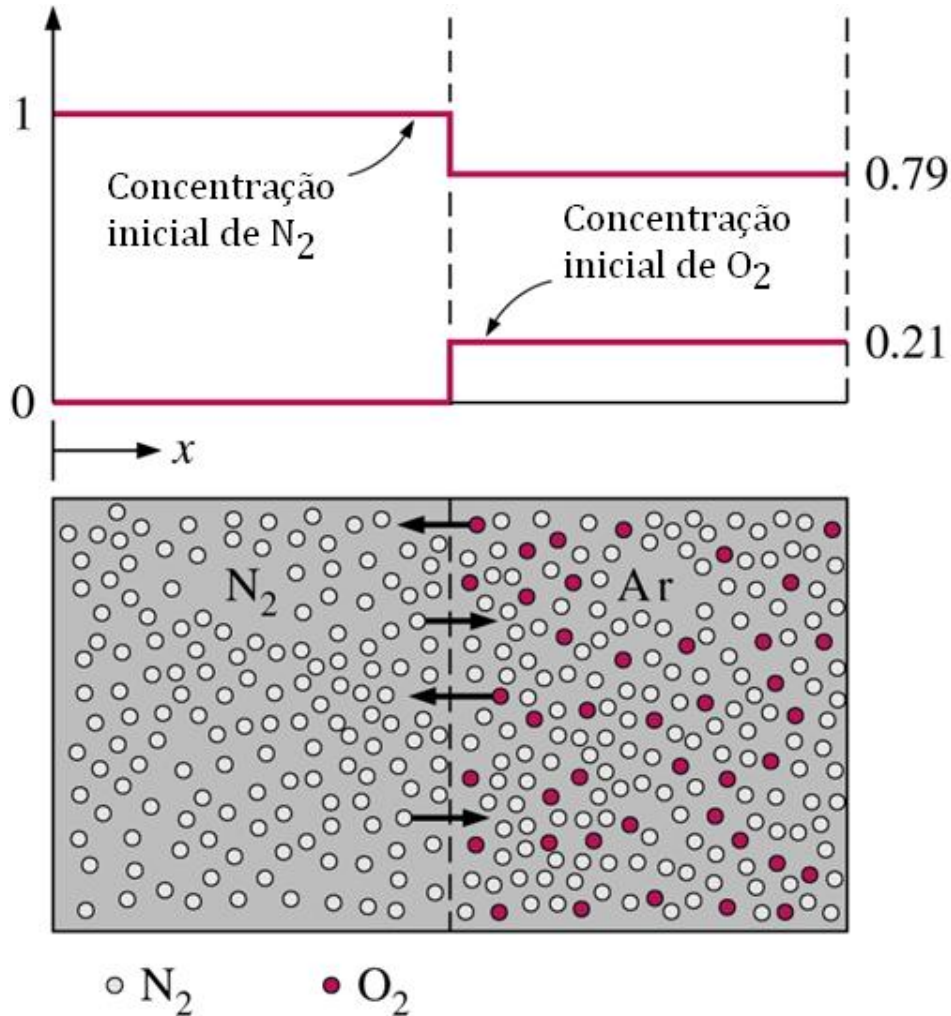 1
Concentração
inicial de N₂
0.79
Concentração
inicial de O₂
0.21
0
x
N₂
Ar
N₂
O₂